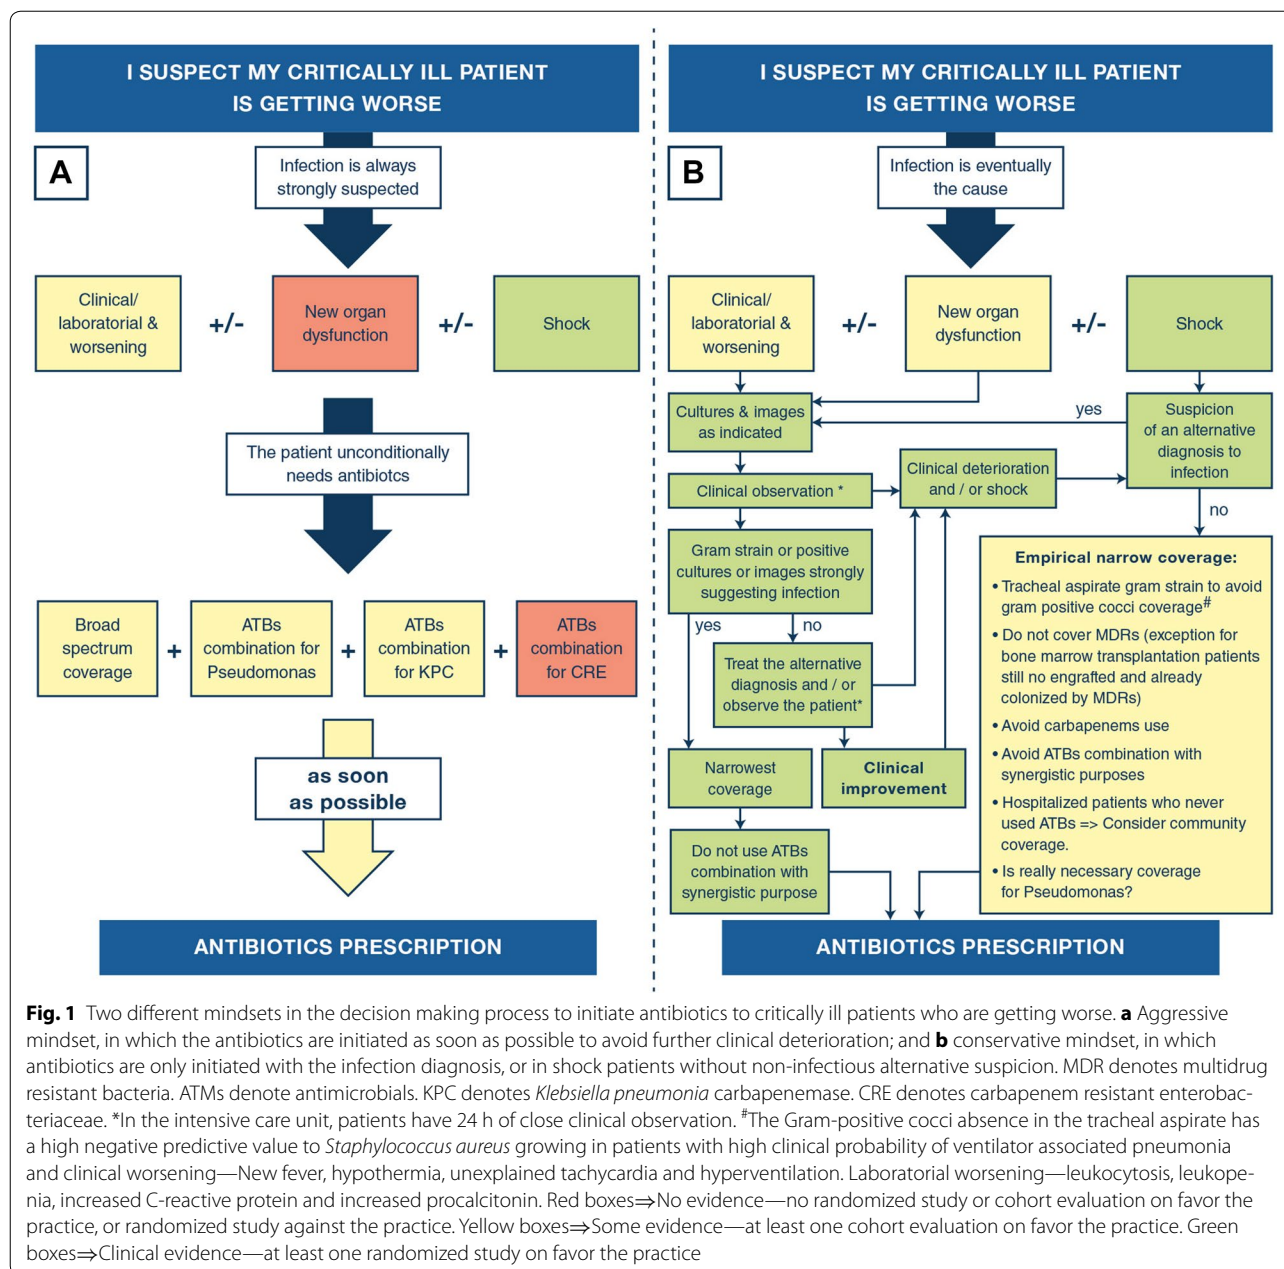 I SUSPECT MY CRITICALLY ILL PATIENT
IS GETTING WORSE
A
Infection is always
strongly suspected
Clinical/
laboratorial &
worsening
+/-
New organ
dysfunction
+/-
Shock
The patient unconditionally
needs antibiotcs
Broad
spectrum
coverage
+
ATBs
combination for
Pseudomonas
+
ATBs
combination
for KPC
+
ATBs
combination
for CRE
as soon
as possible
ANTIBIOTICS PRESCRIPTION
I SUSPECT MY CRITICALLY ILL PATIENT
IS GETTING WORSE
B
Infection is eventually
the cause
Clinical/
laboratorial &
worsening
+/-
New organ
dysfunction
+/-
Shock
Cultures & images
as indicated
yes
Suspicion
of an alternative
diagnosis to
infection
Clinical observation *
Clinical deterioration
and / or shock
no
Gram strain or positive
cultures or images strongly
suggesting infection
yes
no
Treat the alternative
diagnosis and / or
observe the patient*
Narrowest
coverage
Clinical
improvement
Do not use ATBs
combination with
synergistic purpose
Empirical narrow coverage:
• Tracheal aspirate gram strain to avoid
gram positive cocci coverage#
• Do not cover MDRs (exception for
bone marrow transplantation patients
still no engrafted and already
colonized by MDRs)
• Avoid carbapenems use
• Avoid ATBs combination with
synergistic purposes
• Hospitalized patients who never
used ATBs => Consider community
coverage.
• Is really necessary coverage
for Pseudomonas?
ANTIBIOTICS PRESCRIPTION
Fig. 1 Two different mindsets in the decision making process to initiate antibiotics to critically ill patients who are getting worse. a Aggressive
mindset, in which the antibiotics are initiated as soon as possible to avoid further clinical deterioration; and b conservative mindset, in which
antibiotics are only initiated with the infection diagnosis, or in shock patients without non-infectious alternative suspicion. MDR denotes multidrug
resistant bacteria. ATMs denote antimicrobials. KPC denotes Klebsiella pneumonia carbapenemase. CRE denotes carbapenem resistant enterobac-
teriaceae. *In the intensive care unit, patients have 24 h of close clinical observation. #The Gram-positive cocci absence in the tracheal aspirate has
a high negative predictive value to Staphylococcus aureus growing in patients with high clinical probability of ventilator associated pneumonia
and clinical worsening—New fever, hypothermia, unexplained tachycardia and hyperventilation. Laboratorial worsening—leukocytosis, leukope-
nia, increased C-reactive protein and increased procalcitonin. Red boxes⇒No evidence—no randomized study or cohort evaluation on favor the
practice, or randomized study against the practice. Yellow boxes⇒Some evidence—at least one cohort evaluation on favor the practice. Green
boxes⇒Clinical evidence—at least one randomized study on favor the practice